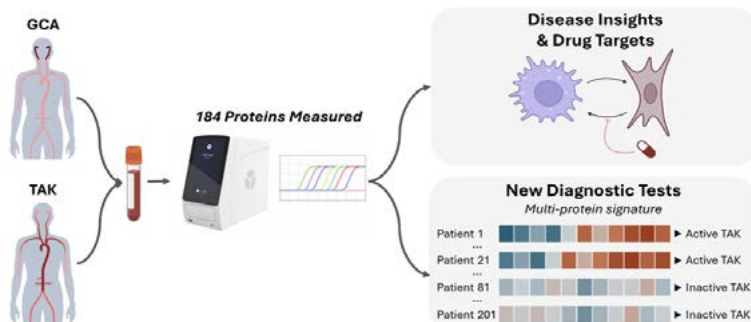 GCA
TAK
184 Proteins Measured
Disease Insights
& Drug Targets
New Diagnostic Tests
Multi-protein signature
Patient 1
Active TAK
...
Patient 21
Active TAK
...
Patient 81
Inactive TAK
...
Patient 201
Inactive TAK